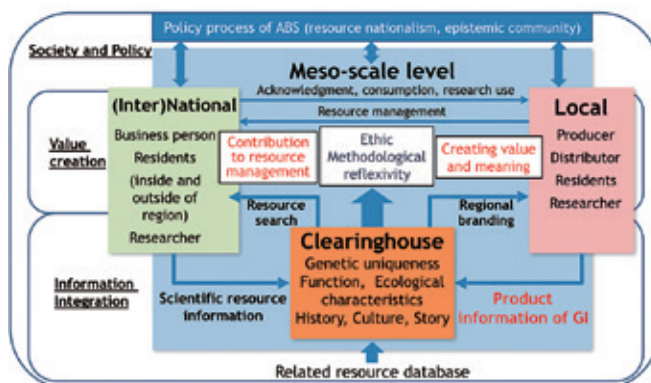 Policy process of ABS (resource nationalism, epistemic community)
Society and Policy
Meso-scale level
Acknowledgment, consumption, research use
Resource management
(Inter)National
Business person
Residents
(inside and
outside of
region)
Researcher
Local
Producer
Distributor
Residents
Researcher
Value
creation
Contribution
to resource
management
Ethic
Methodological
reflexivity
Creating value
and meaning
Resource
search
Regional
branding
Clearinghouse
Genetic uniqueness
Function, Ecological
characteristics
History, Culture, Story
Information
Integration
Scientific resource
information
Product
information of GI
Related resource database